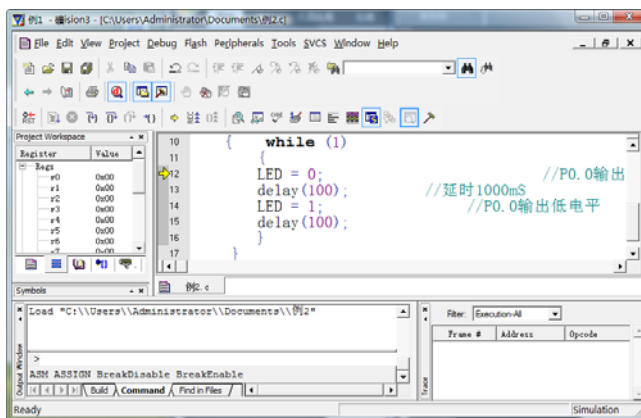 例1 - 礦ision3 - [C:\Users\Administrator\Documents\例2.c]
File Edit View Project Debug Flash Peripherals Tools SVCS Window Help
Project Workspace
Register Value
Regs
r0 0x00
r1 0x00
r2 0x00
r3 0x00
r4 0x00
r5 0x00
r6 0x00
r7 0x00
10 { while (1)
11 {
12 LED = 0; //P0.0输出
13 delay(100); //延时1000mS
14 LED = 1; //P0.0输出低电平
15 delay(100);
16 }
17 }
例2.c
Symbols
Load "C:\\Users\\Administrator\\Documents\\例2"
>
ASM ASSIGN BreakDisable BreakEnable
Build Command Find in Files
Output Window
Filter: Execution-All
Frame # Address Opcode
Trace
Ready
Simulation